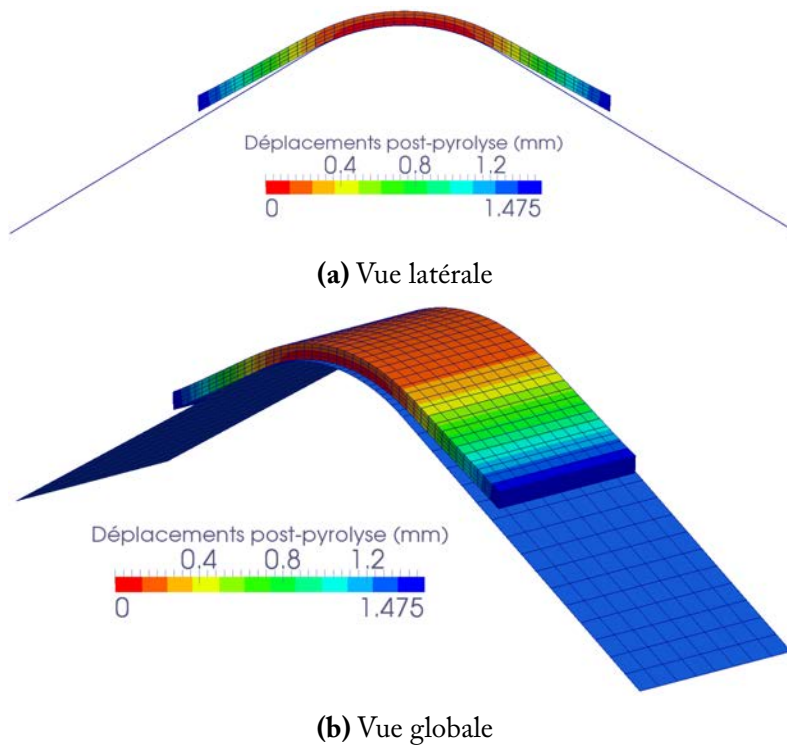 Déplacements post-pyrolyse (mm)
0.4 0.8 1.2
0 1.475
(a) Vue latérale
Déplacements post-pyrolyse (mm)
0.4 0.8 1.2
0 1.475
(b) Vue globale